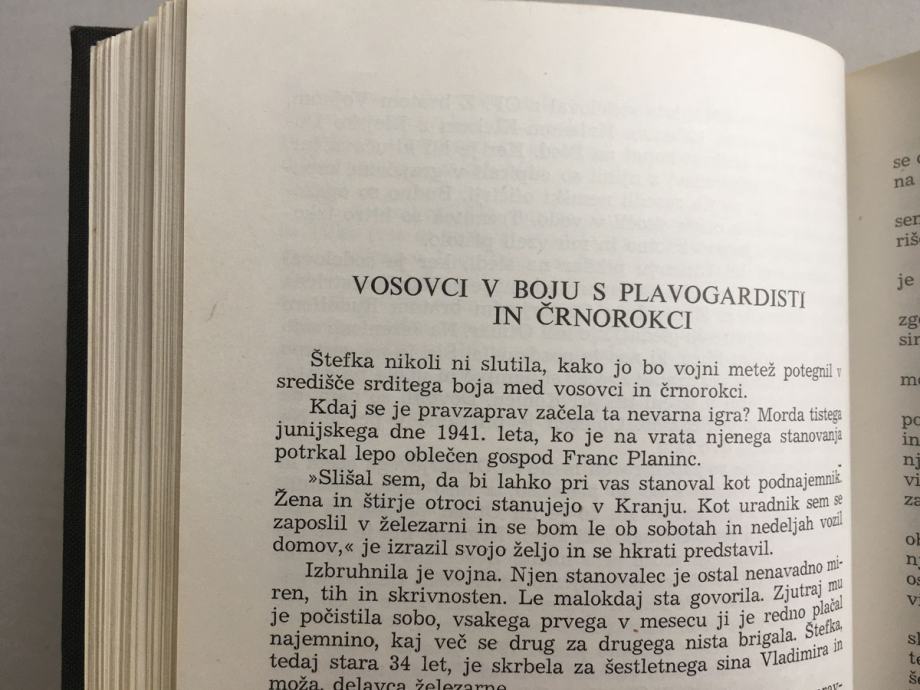 VOSOVCI V BOJU S PLAVOGARDISTI
IN ČRNOROKCI
Štefka nikoli ni slutila, kako jo bo vojni metež potegnil v
središče srditega boja med vosovci in črnorokci.
Kdaj se je pravzaprav začela ta nevarna igra? Morda tistega
junijskega dne 1941. leta, ko je na vrata njenega stanovanja
potrkal lepo oblečen gospod Franc Planinc.
»Slišal sem, da bi lahko pri vas stanoval kot podnajemnik.
Žena in štirje otroci stanujejo v Kranju. Kot uradnik sem se
zaposlil v železarni in se bom le ob sobotah in nedeljah vozil
domov,« je izrazil svojo željo in se hkrati predstavil.
Izbruhnila je vojna. Njen stanovalec je ostal nenavadno mi-
ren, tih in skrivnosten. Le malokdaj sta govorila. Zjutraj mu
je počistila sobo, vsakega prvega v mesecu ji je redno plačal
najemnino, kaj več se drug za drugega nista brigala. Štefka,
tedaj stara 34 let, je skrbela za šestletnega sina Vladimira in
moža, delavca železarne.
se
na
je